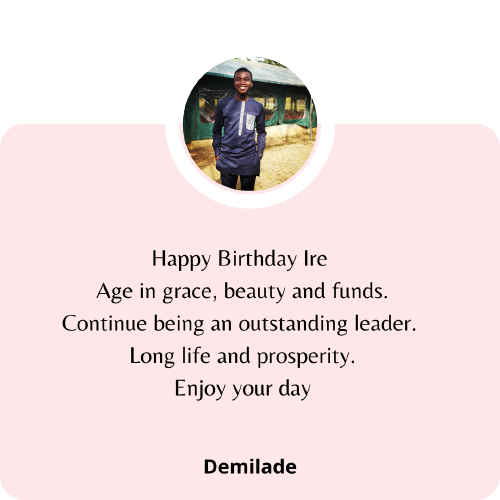 Happy Birthday Ire
Age in grace, beauty and funds.
Continue being an outstanding leader.
Long life and prosperity.
Enjoy your day
Demilade